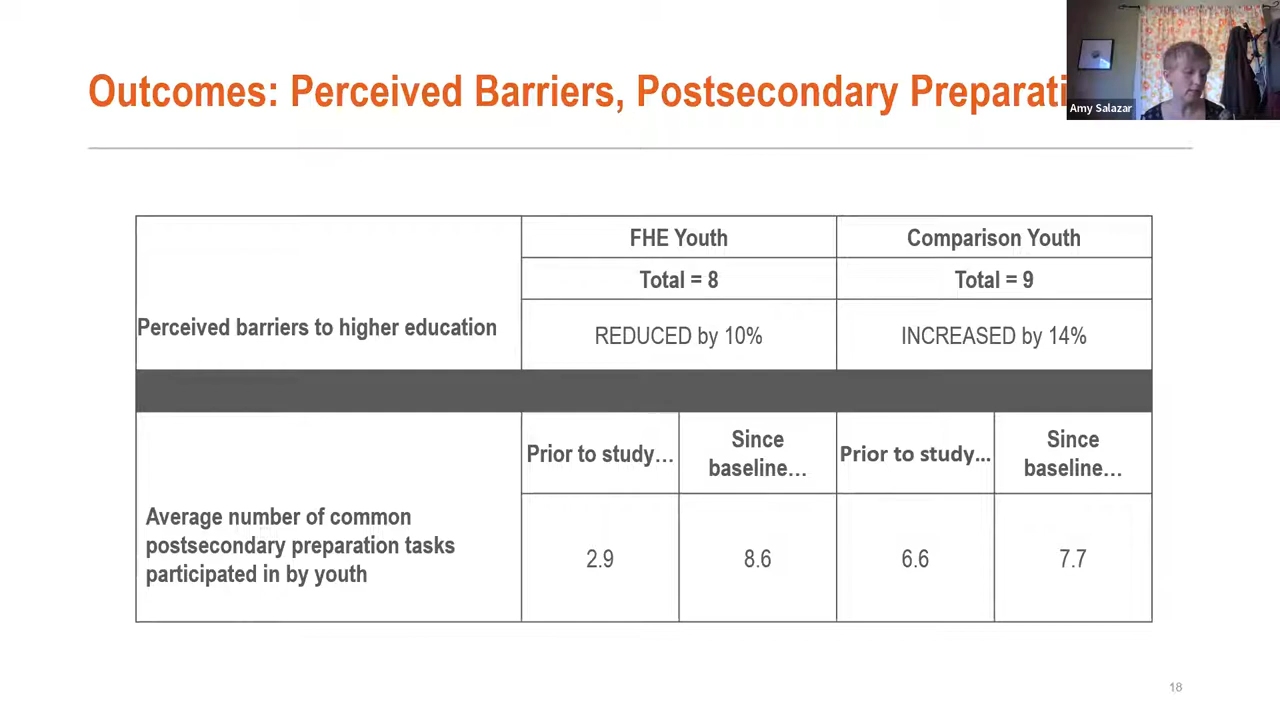 Outcomes: Perceived Barriers, Postsecondary Preparati
Amy Salazar
FHE Youth
Comparison Youth
Total = 8
Total = 9
Perceived barriers to higher education
REDUCED by 10%
INCREASED by 14%
Prior to study…
Since
baseline…
Prior to study...
Since
baseline…
Average number of common
postsecondary preparation tasks
participated in by youth
2.9
8.6
6.6
7.7
18